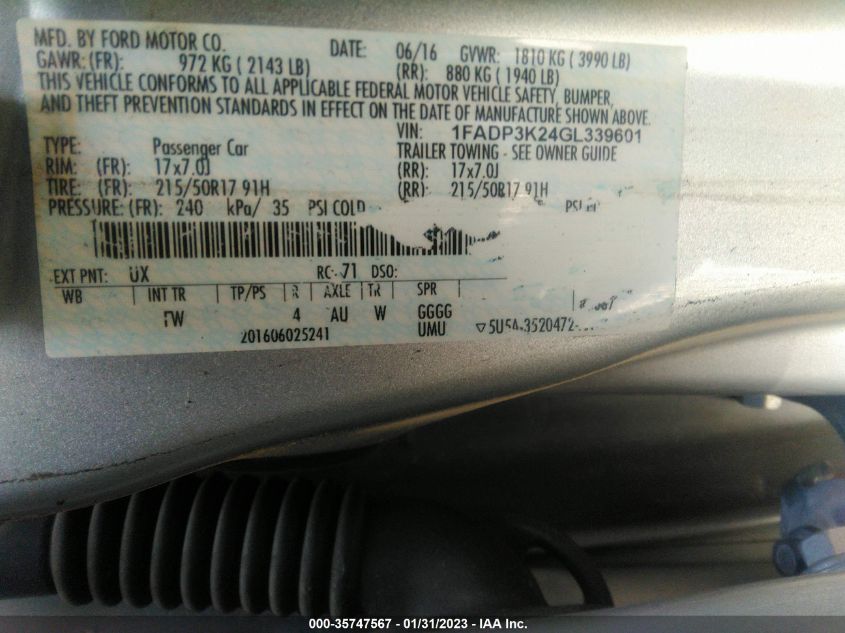 MFD. BY FORD MOTOR CO. DATE: 06/16 GVWR: 1810 KG ( 3990 LB)
GAWR: (FR): 972 KG ( 2143 LB) (RR): 880 KG ( 1940 LB)
THIS VEHICLE CONFORMS TO ALL APPLICABLE FEDERAL MOTOR VEHICLE SAFETY, BUMPER,
AND THEFT PREVENTION STANDARDS IN EFFECT ON THE DATE OF MANUFACTURE SHOWN ABOVE.
VIN: 1FADP3K24GL339601
TYPE: Passenger Car TRAILER TOWING - SEE OWNER GUIDE
RIM: (FR): 17x7.0J (RR): 17x7.0J
TIRE: (FR): 215/50R17 91H (RR): 215/50R17 91H
PRESSURE: (FR): 240 kPa/ 35 PSI COLD PSI
EXT PNT: UX RC: 71 DSO:
WB INT TR TP/PS R AXLE TR SPR
FW 4 AU W GGGG
201606025241 UMU 5U5A-3520472
000-35747567 / 01/31/2023 - IAA Inc.